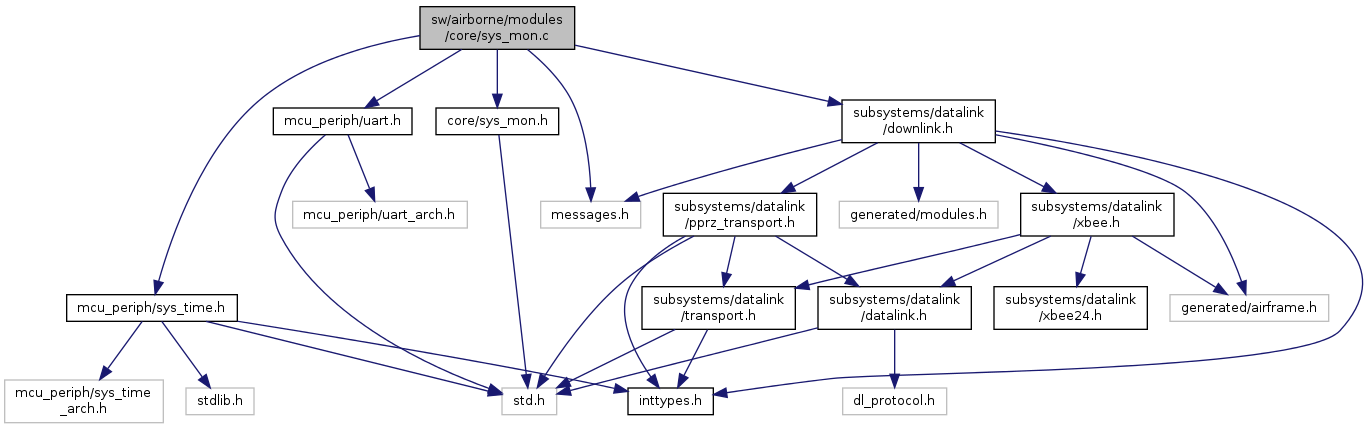 sw/airborne/modules
/core/sys_mon.c
mcu_periph/uart.h
core/sys_mon.h
subsystems/datalink
/downlink.h
mcu_periph/uart_arch.h
messages.h
subsystems/datalink
/pprz_transport.h
generated/modules.h
subsystems/datalink
/xbee.h
mcu_periph/sys_time.h
subsystems/datalink
/transport.h
subsystems/datalink
/datalink.h
subsystems/datalink
/xbee24.h
generated/airframe.h
mcu_periph/sys_time
_arch.h
stdlib.h
std.h
inttypes.h
dl_protocol.h